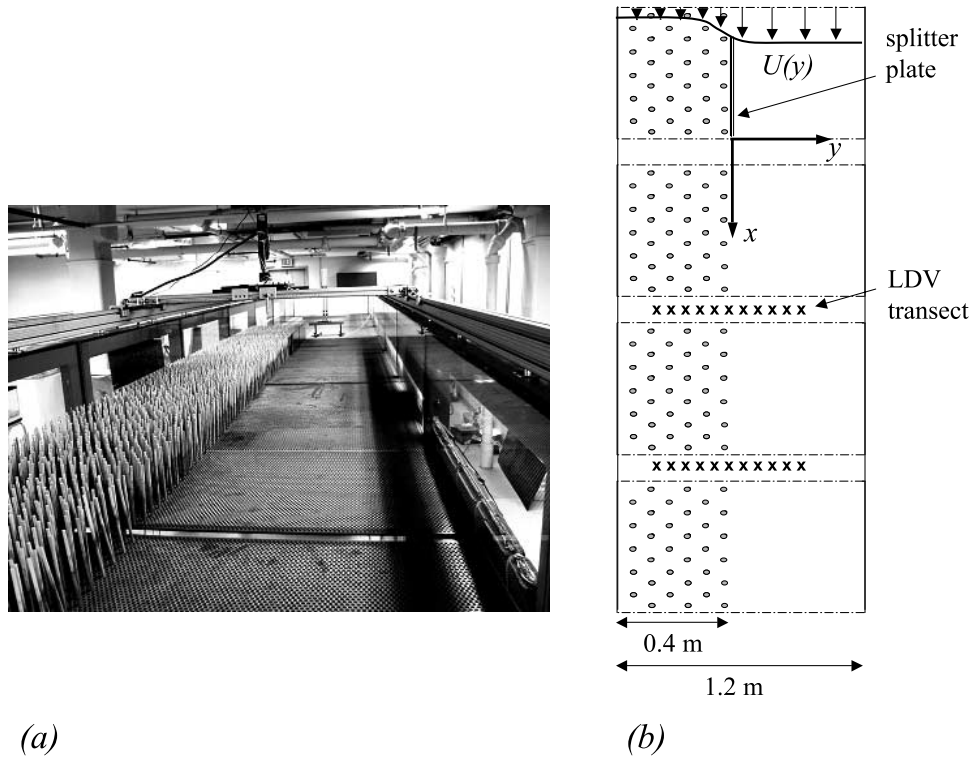 splitter
plate
U(y)
y
x
LDV
transect
x x x x x x x x x x x
x x x x x x x x x x x
0.4 m
1.2 m
(a)
(b)